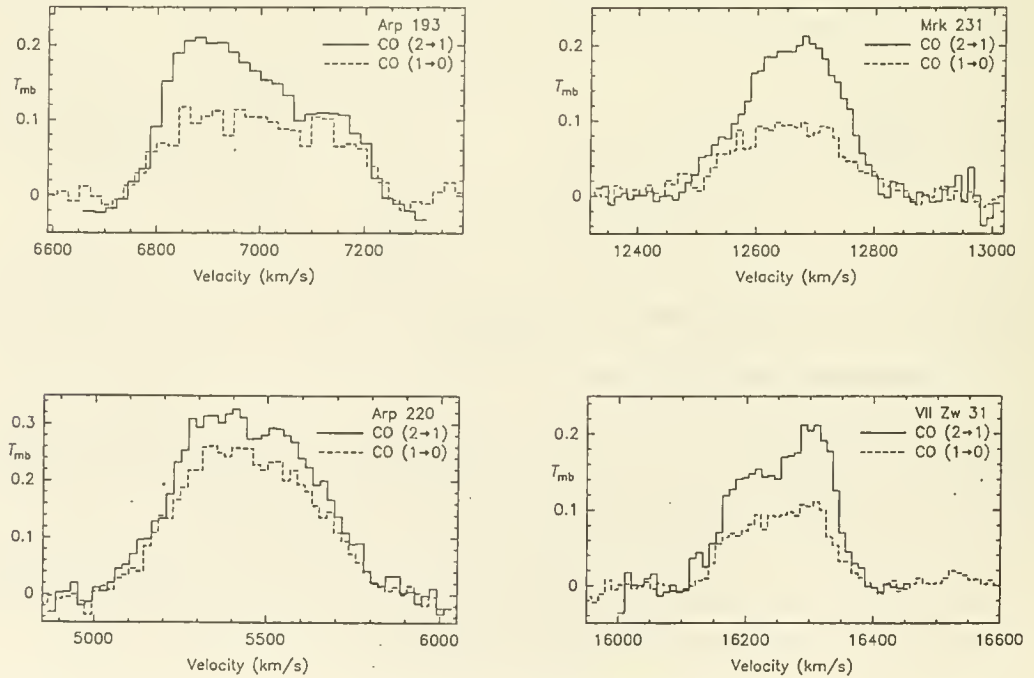 Arp 193
CO (2→1)
CO (1→0)
0.2
T_mb
0.1
0
6600 6800 7000 7200
Velocity (km/s)
Mrk 231
CO (2→1)
CO (1→0)
0.2
T_mb
0.1
0
12400 12600 12800 13000
Velocity (km/s)
Arp 220
CO (2→1)
CO (1→0)
0.3
T_mb
0.1
0
5000 5500 6000
Velocity (km/s)
VII Zw 31
CO (2→1)
CO (1→0)
0.2
T_mb
0.1
0
16000 16200 16400 16600
Velocity (km/s)